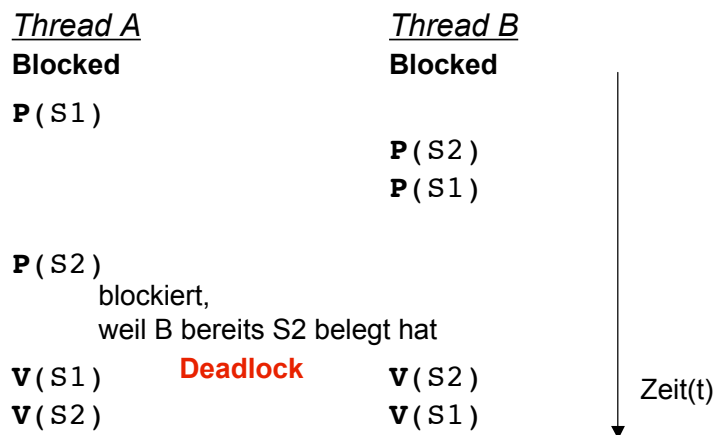 Thread A Thread B
Blocked Blocked
P(S1)
P(S2)
P(S1)
P(S2)
blockiert,
weil B bereits S2 belegt hat
V(S1) Deadlock V(S2) Zeit(t)
V(S2) V(S1)